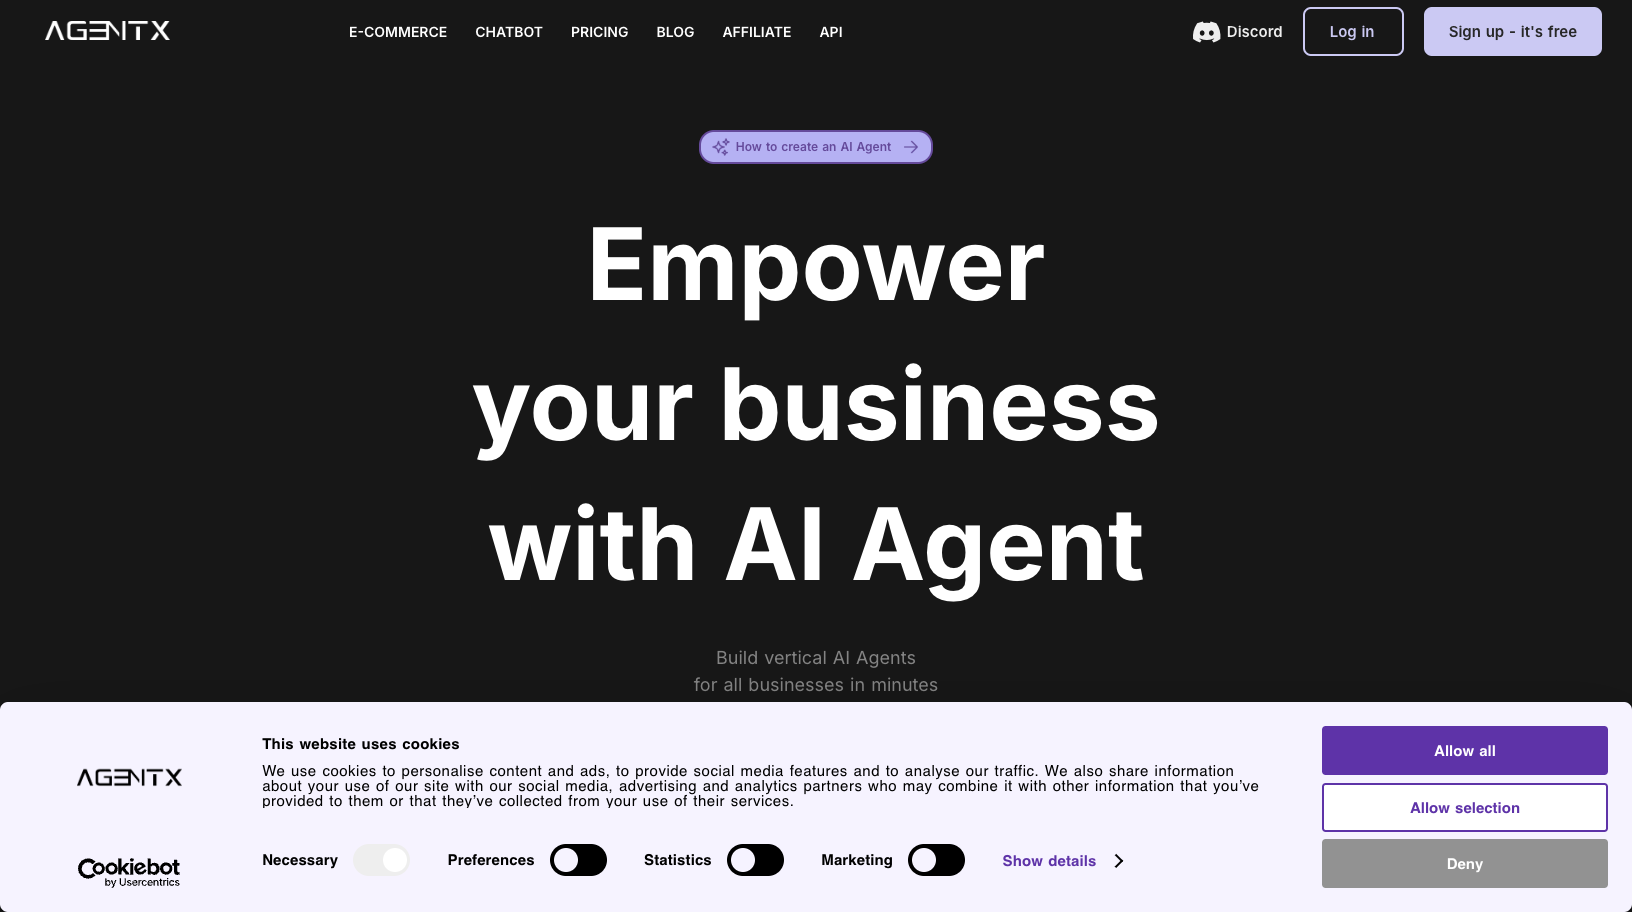 AGENTX
E-COMMERCE
CHATBOT
PRICING
BLOG
AFFILIATE
API
Discord
Log in
Sign up - it's free
How to create an AI Agent
Empower
your business
with AI Agent
Build vertical AI Agents
for all businesses in minutes
AGENTX
Cookiebot
by Usercentrics
This website uses cookies
We use cookies to personalise content and ads, to provide social media features and to analyse our traffic. We also share information
about your use of our site with our social media, advertising and analytics partners who may combine it with other information that you've
provided to them or that they've collected from your use of their services.
Necessary
Preferences
Statistics
Marketing
Show details
Allow all
Allow selection
Deny